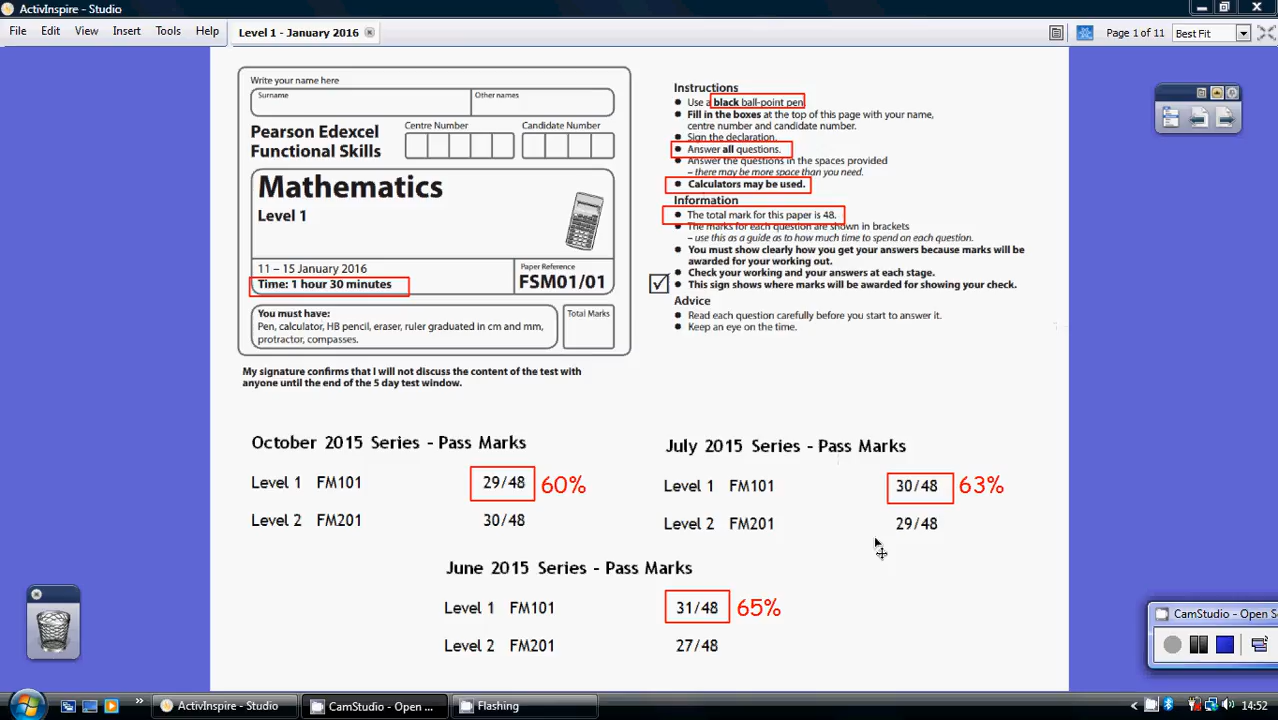 ActivInspire - Studio
File Edit View Insert Tools Help
Level 1 - January 2016
Page 1 of 11
Best Fit
Write your name here
Surname
Other names
Pearson Edexcel
Functional Skills
Centre Number
Candidate Number
Mathematics
Level 1
11 – 15 January 2016
Time: 1 hour 30 minutes
Paper Reference
FSM01/01
You must have:
Pen, calculator, HB pencil, eraser, ruler graduated in cm and mm,
protractor, compasses.
Total Marks
My signature confirms that I will not discuss the content of the test with
anyone until the end of the 5 day test window.
Instructions
● Use a black ball-point pen.
● Fill in the boxes at the top of this page with your name,
centre number and candidate number.
● Sign the declaration.
● Answer all questions.
● Answer the questions in the spaces provided
– there may be more space than you need.
● Calculators may be used.
Information
● The total mark for this paper is 48.
● The marks for each question are shown in brackets
– use this as a guide as to how much time to spend on each question.
● You must show clearly how you get your answers because marks will be
awarded for your working out.
● Check your working and your answers at each stage.
● This sign shows where marks will be awarded for showing your check.
Advice
● Read each question carefully before you start to answer it.
● Keep an eye on the time.
October 2015 Series - Pass Marks
Level 1 FM101 29/48 60%
Level 2 FM201 30/48
July 2015 Series - Pass Marks
Level 1 FM101 30/48 63%
Level 2 FM201 29/48
June 2015 Series - Pass Marks
Level 1 FM101 31/48 65%
Level 2 FM201 27/48
CamStudio - Open S
ActivInspire - Studio
CamStudio - Open ...
Flashing
14:52